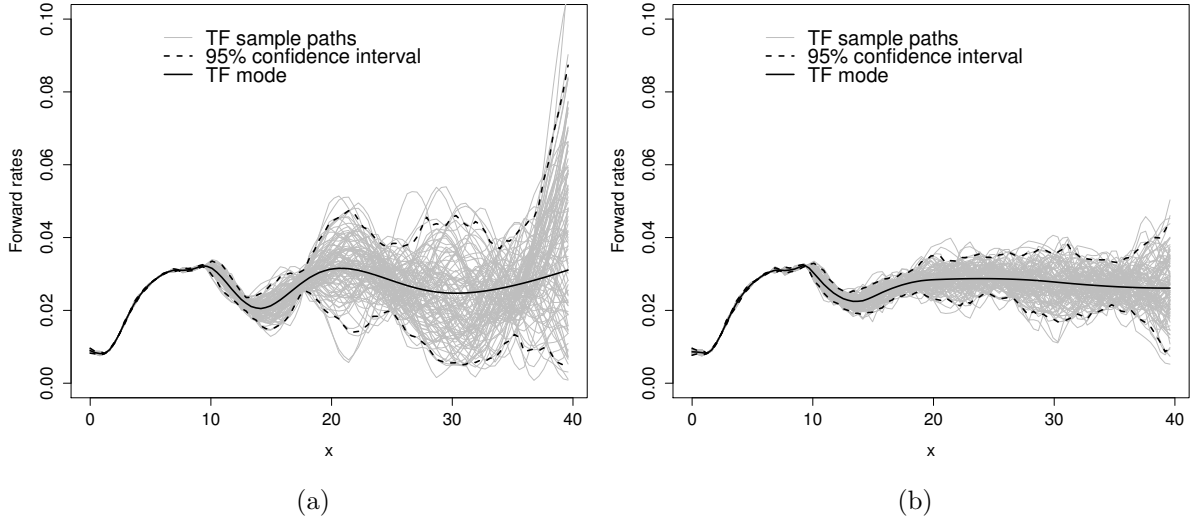 TF sample paths
95% confidence interval
TF mode
Forward rates
0.00 0.02 0.04 0.06 0.08 0.10
0 10 20 30 40
x
(a)
TF sample paths
95% confidence interval
TF mode
Forward rates
0.00 0.02 0.04 0.06 0.08 0.10
0 10 20 30 40
x
(b)